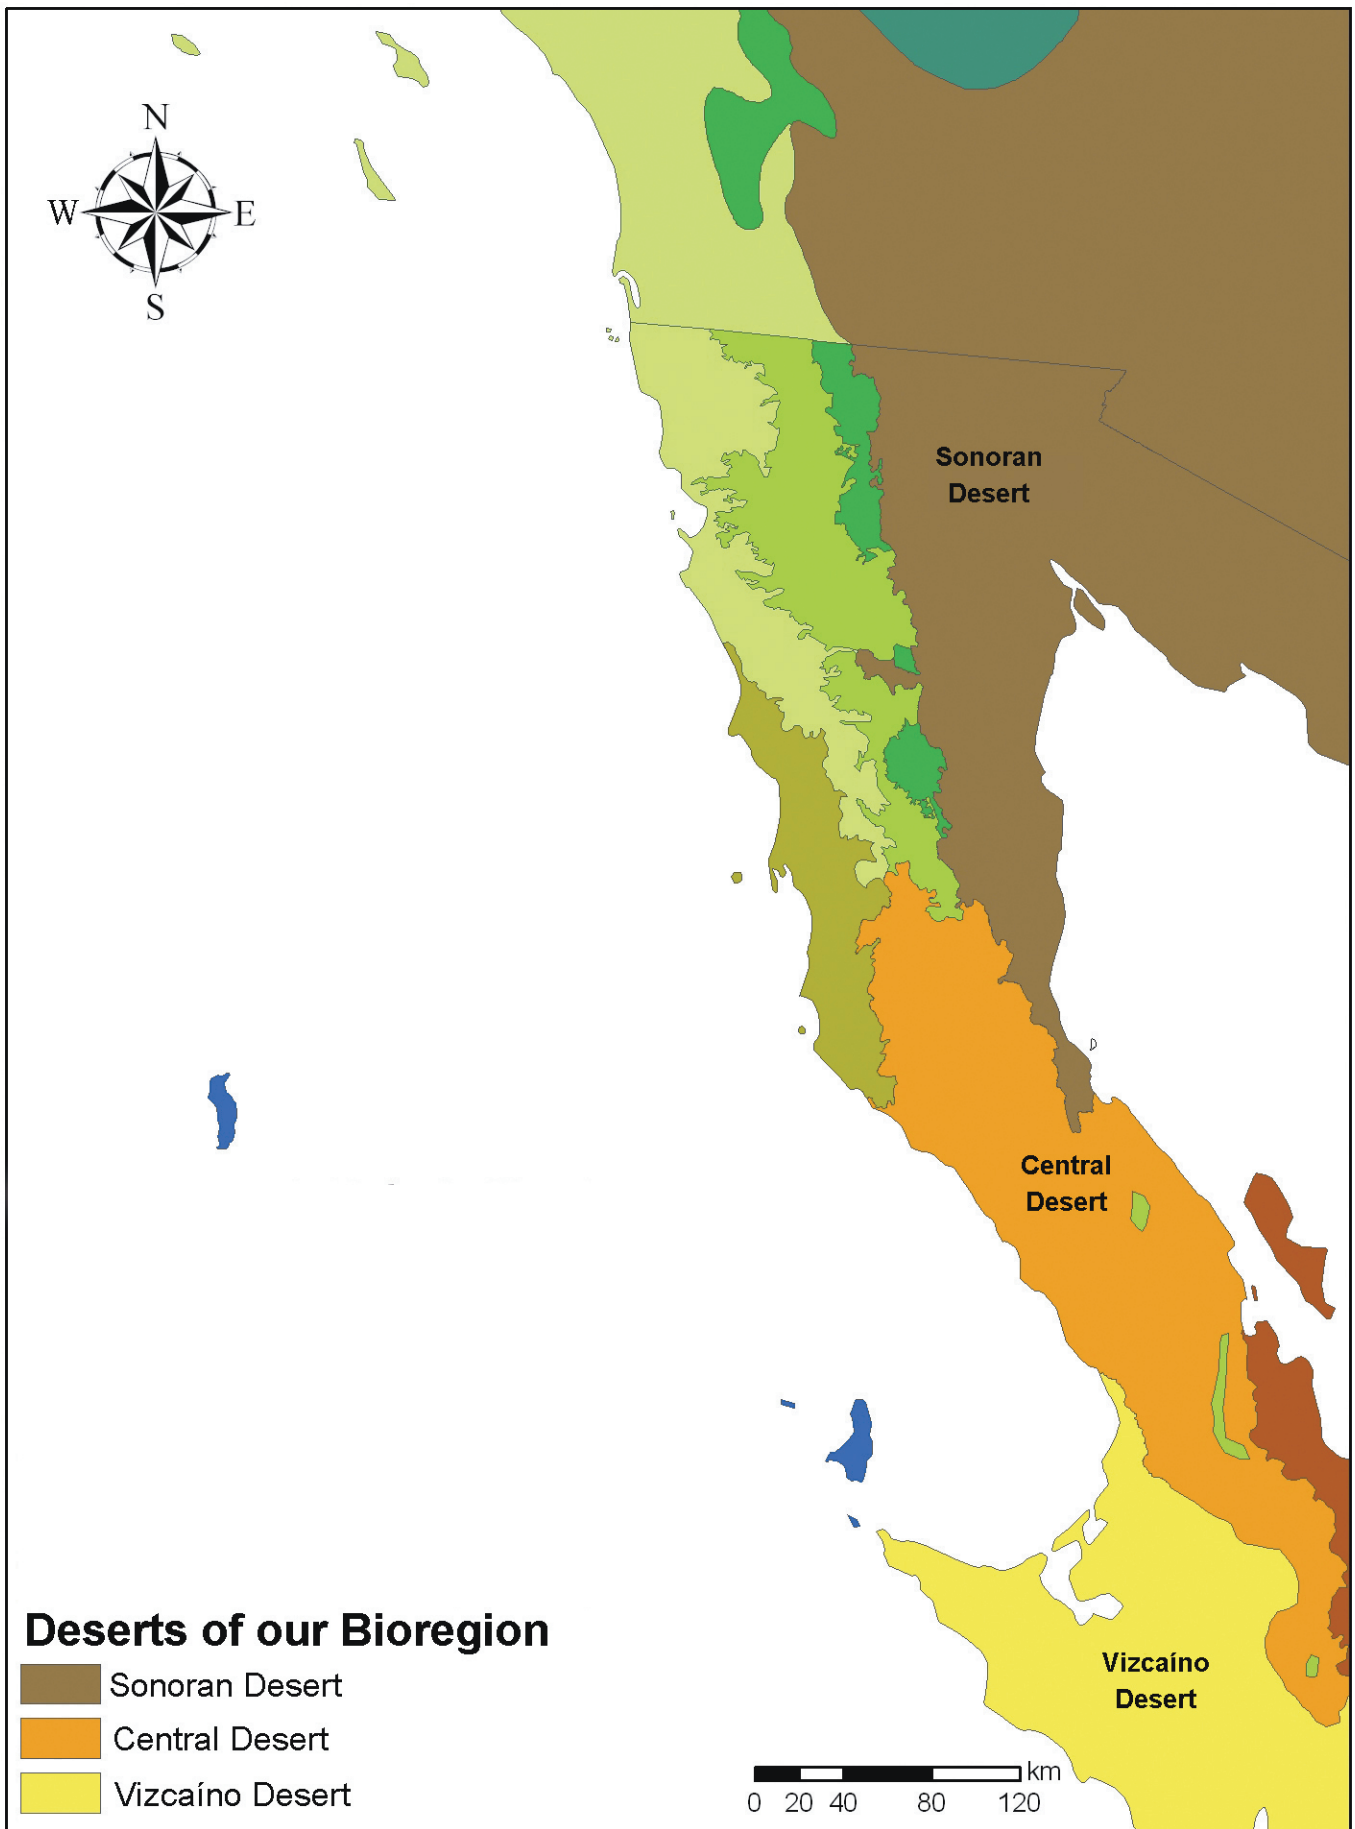 N
W E
S
Sonoran
Desert
Central
Desert
Vizcaíno
Desert
Deserts of our Bioregion
Sonoran Desert
Central Desert
Vizcaíno Desert
km
0 20 40 80 120